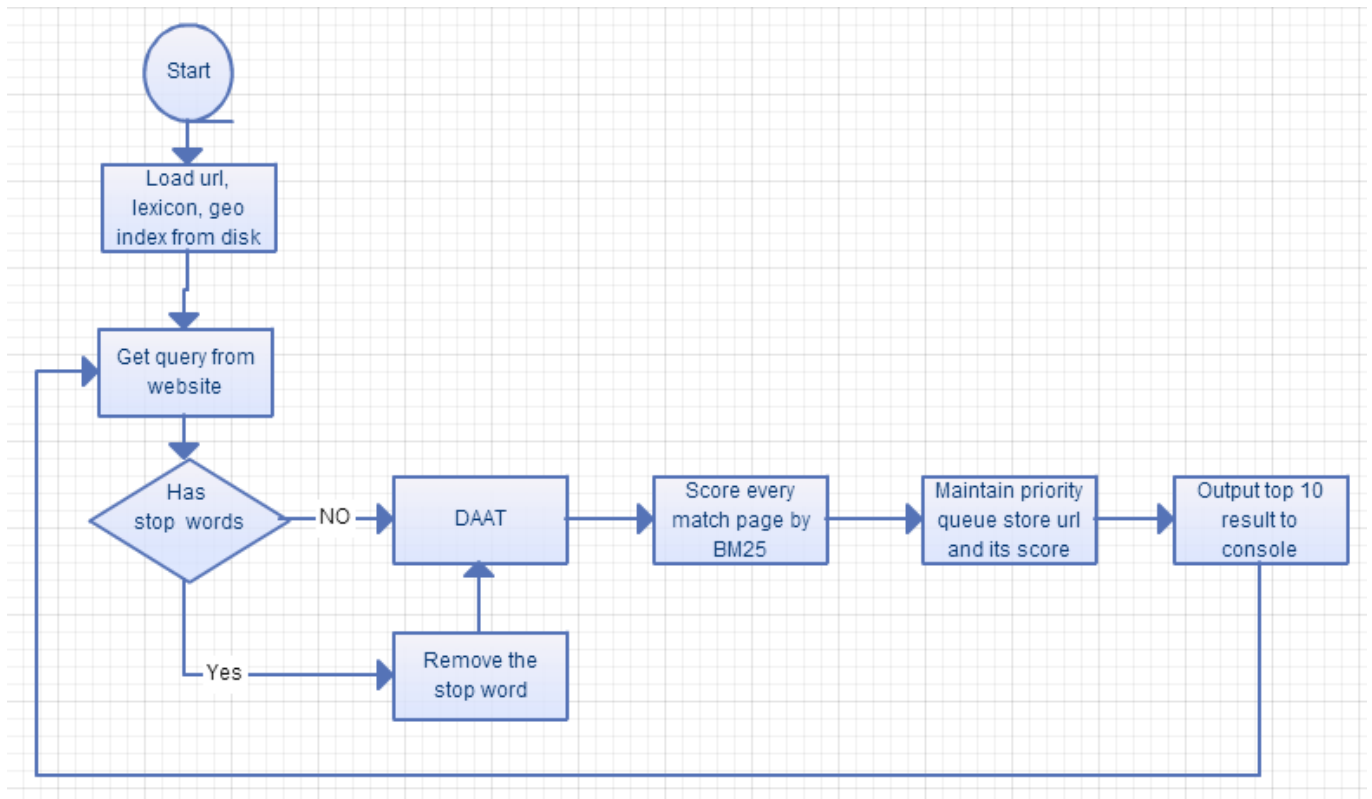 Start
Load url,
lexicon, geo
index from disk
Get query from
website
Has
stop words
NO
DAAT
Score every
match page by
BM25
Maintain priority
queue store url
and its score
Output top 10
result to
console
Yes
Remove the
stop word